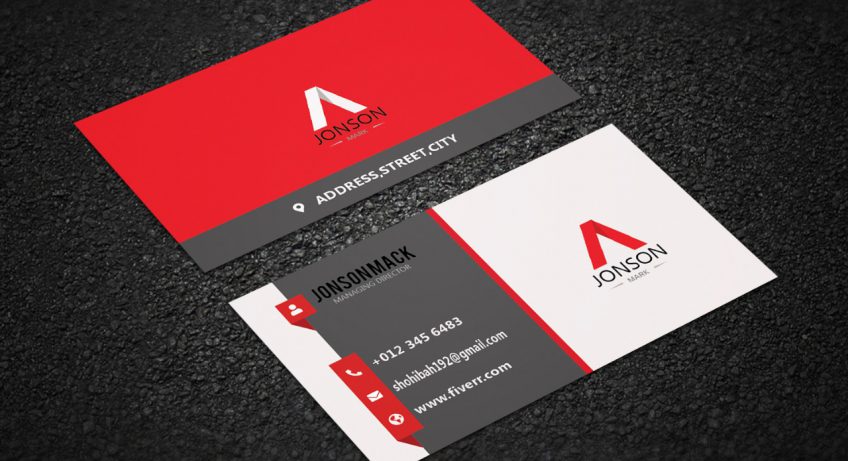 JONSON
MARK
ADDRESS,STREET,CITY
JONSONMACK
MANAGING DIRECTOR
+012 345 6483
shohibah192@gmail.com
www.fiverr.com
JONSON
MARK